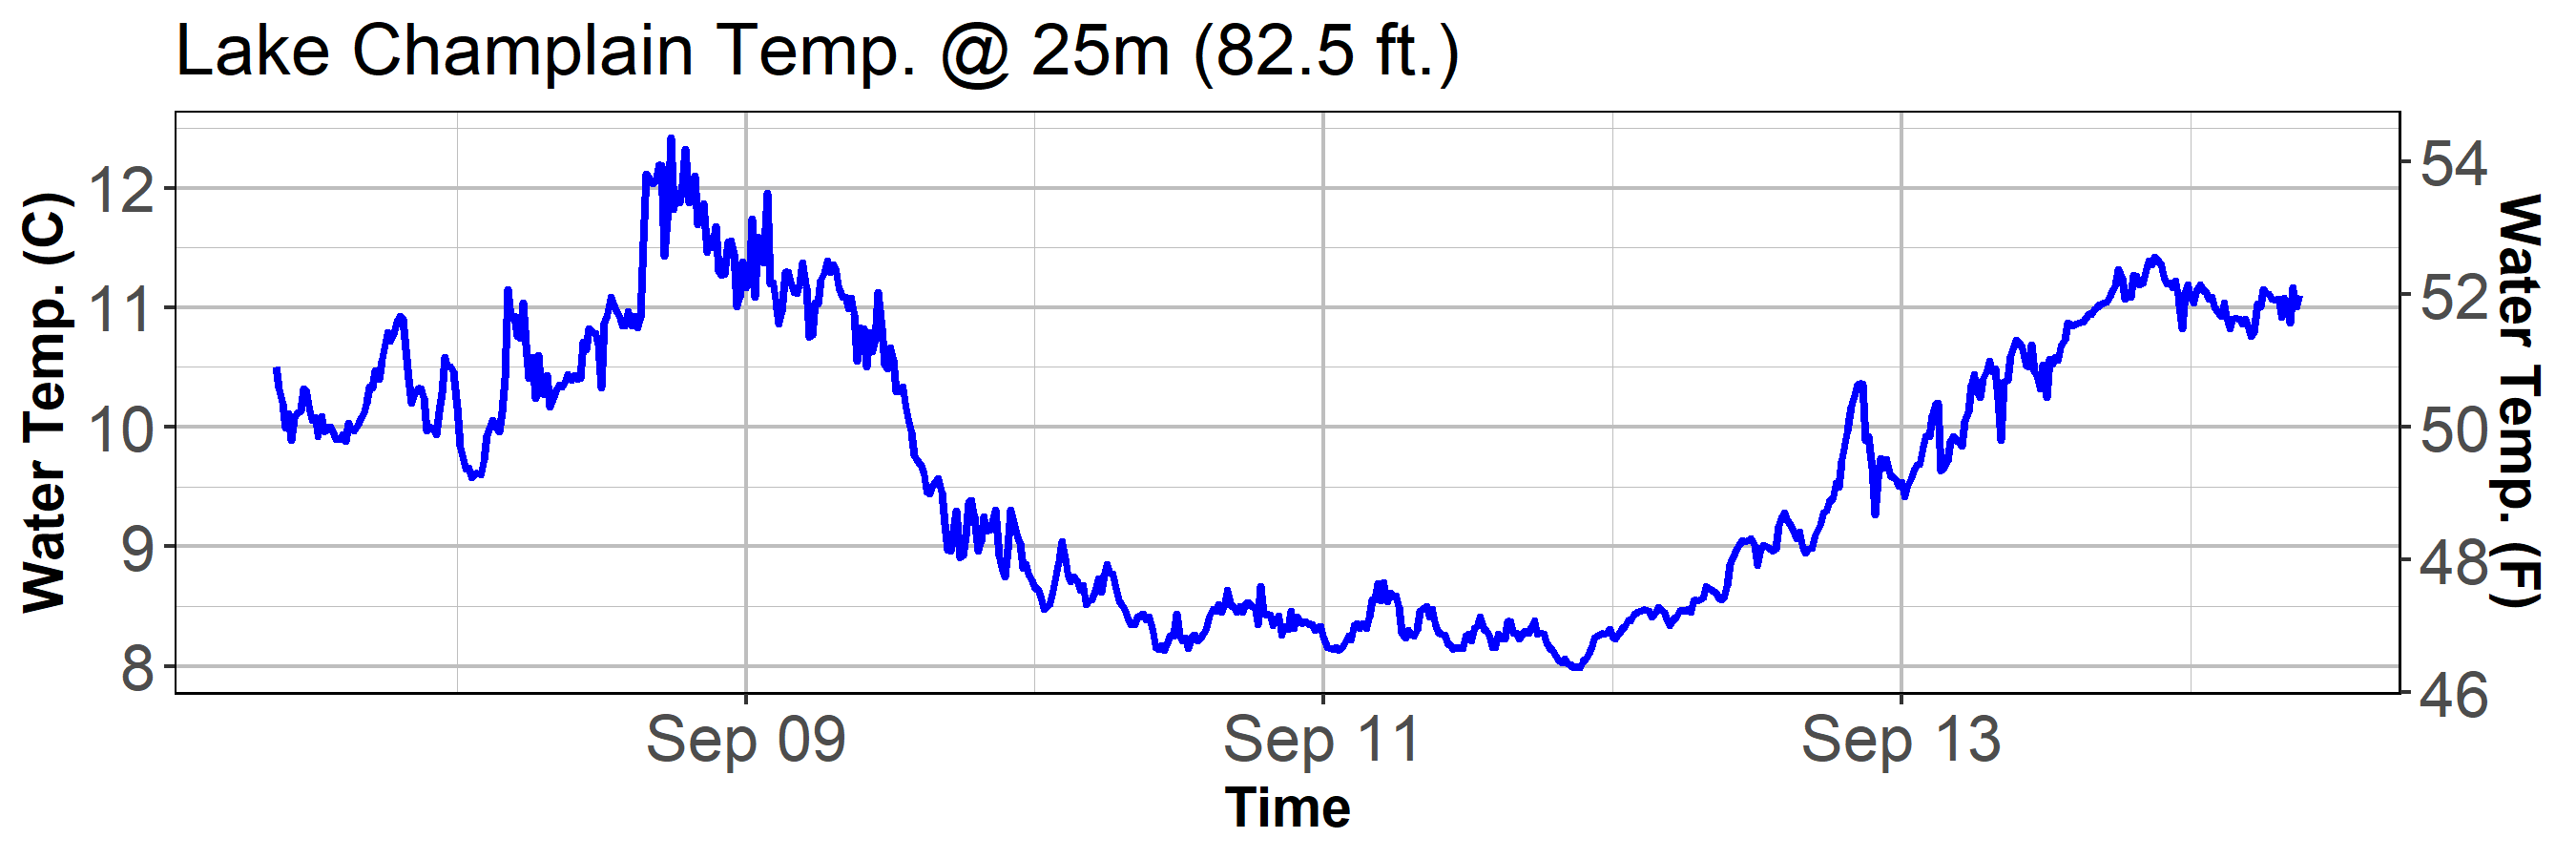 Lake Champlain Temp. @ 25m (82.5 ft.)
Water Temp. (C)
12
11
10
9
8
54
52
50
48
46
Water Temp. (F)
Sep 09
Sep 11
Sep 13
Time